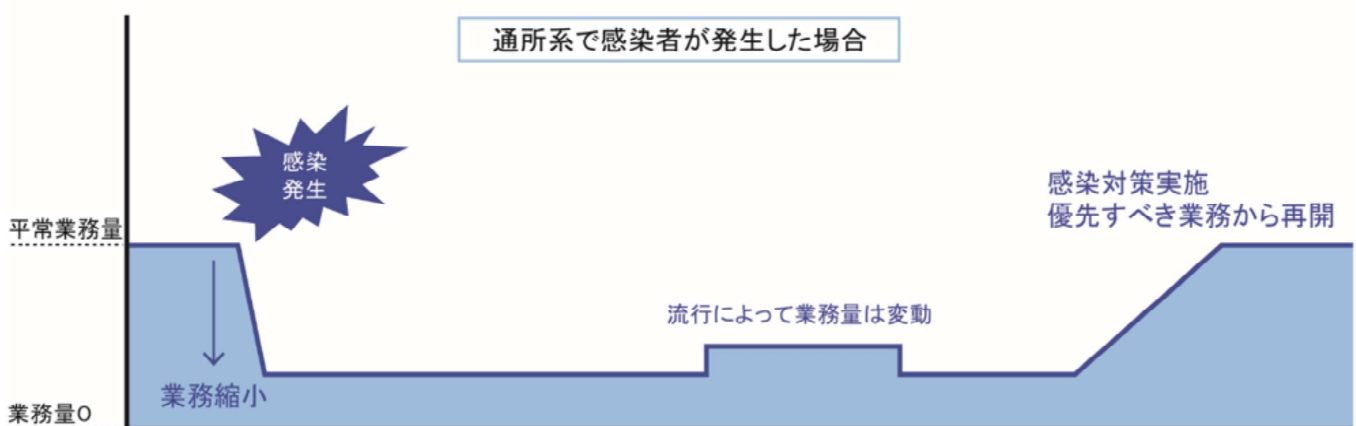 通所系で感染者が発生した場合
感染
発生
感染対策実施
優先すべき業務から再開
平常業務量
流行によって業務量は変動
業務縮小
業務量0